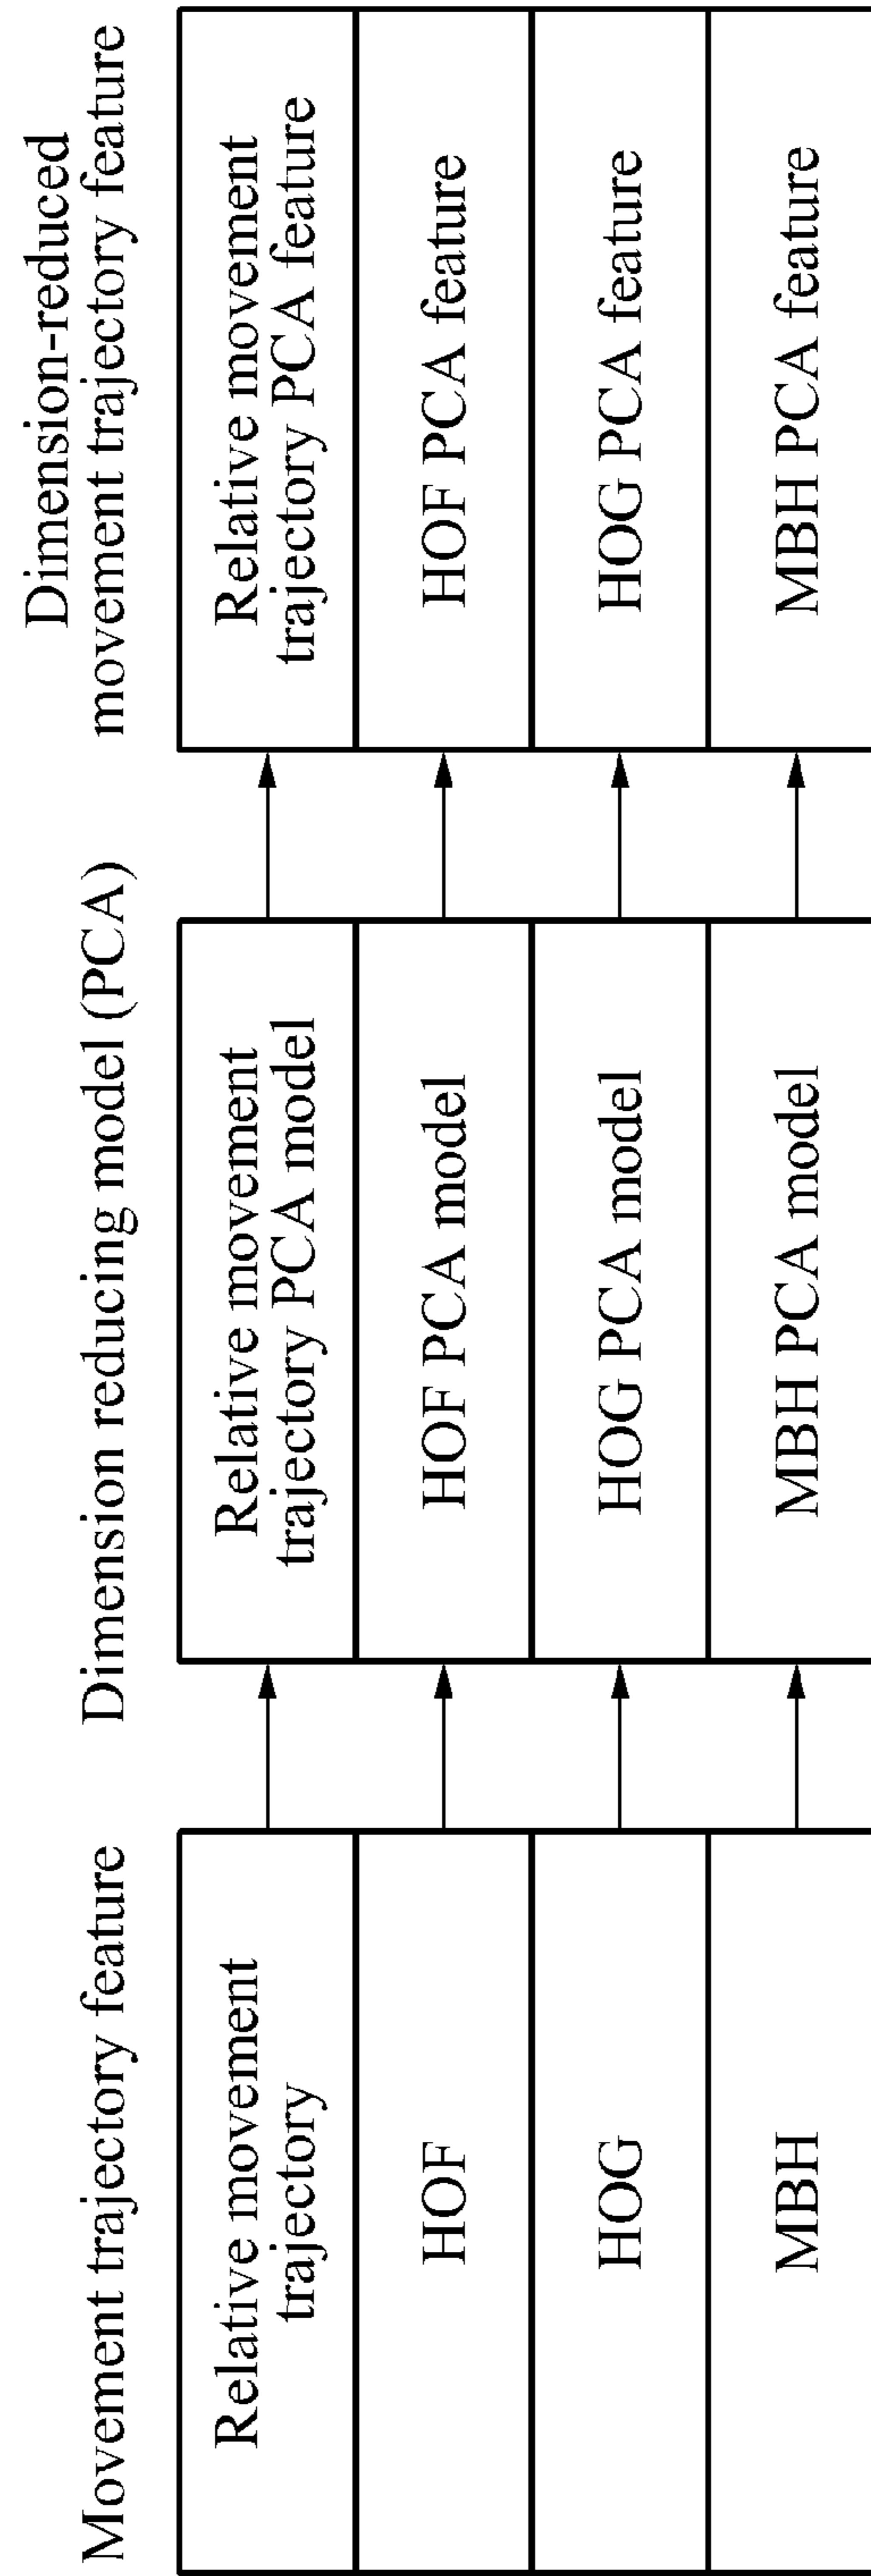 Movement trajectory feature
Relative movement
trajectory
HOF
HOG
MBH
Dimension reducing model (PCA)
Relative movement
trajectory PCA model
HOF PCA model
HOG PCA model
MBH PCA model
Dimension-reduced
movement trajectory feature
Relative movement
trajectory PCA feature
HOF PCA feature
HOG PCA feature
MBH PCA feature